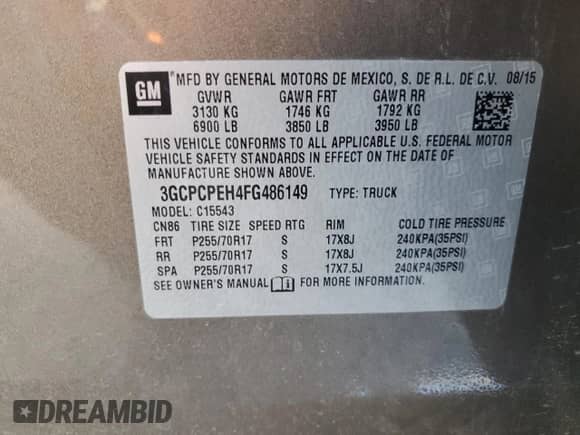 GM
MFD BY GENERAL MOTORS DE MEXICO, S. DE R.L. DE C.V. 08/15
GVWR GAWR FRT GAWR RR
3130 KG 1746 KG 1792 KG
6900 LB 3850 LB 3950 LB
THIS VEHICLE CONFORMS TO ALL APPLICABLE U.S. FEDERAL MOTOR
VEHICLE SAFETY STANDARDS IN EFFECT ON THE DATE OF
MANUFACTURE SHOWN ABOVE.
3GCPCPEH4FG486149 TYPE: TRUCK
MODEL: C15543
CN86 TIRE SIZE SPEED RTG RIM COLD TIRE PRESSURE
FRT P255/70R17 S 17X8J 240KPA(35PSI)
RR P255/70R17 S 17X8J 240KPA(35PSI)
SPA P255/70R17 S 17X7.5J 240KPA(35PSI)
SEE OWNER'S MANUAL FOR MORE INFORMATION.
DREAMBID